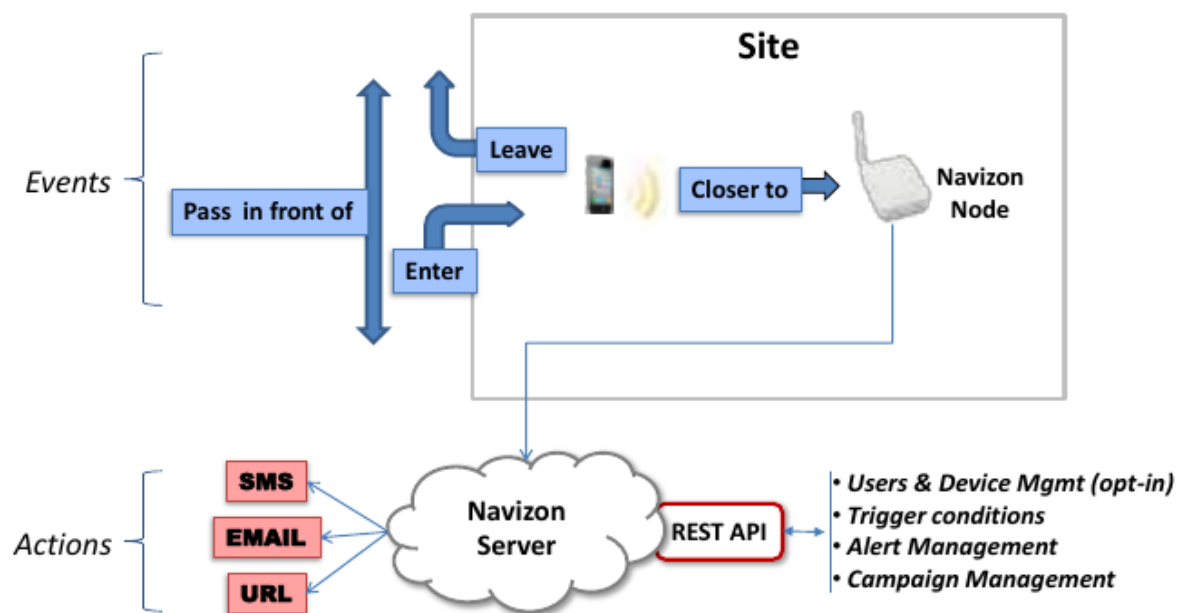 Site
Events
Leave
Pass in front of
Closer to
Navizon
Node
Enter
Actions
SMS
EMAIL
URL
Navizon
Server
REST API
• Users & Device Mgmt (opt-in)
• Trigger conditions
• Alert Management
• Campaign Management